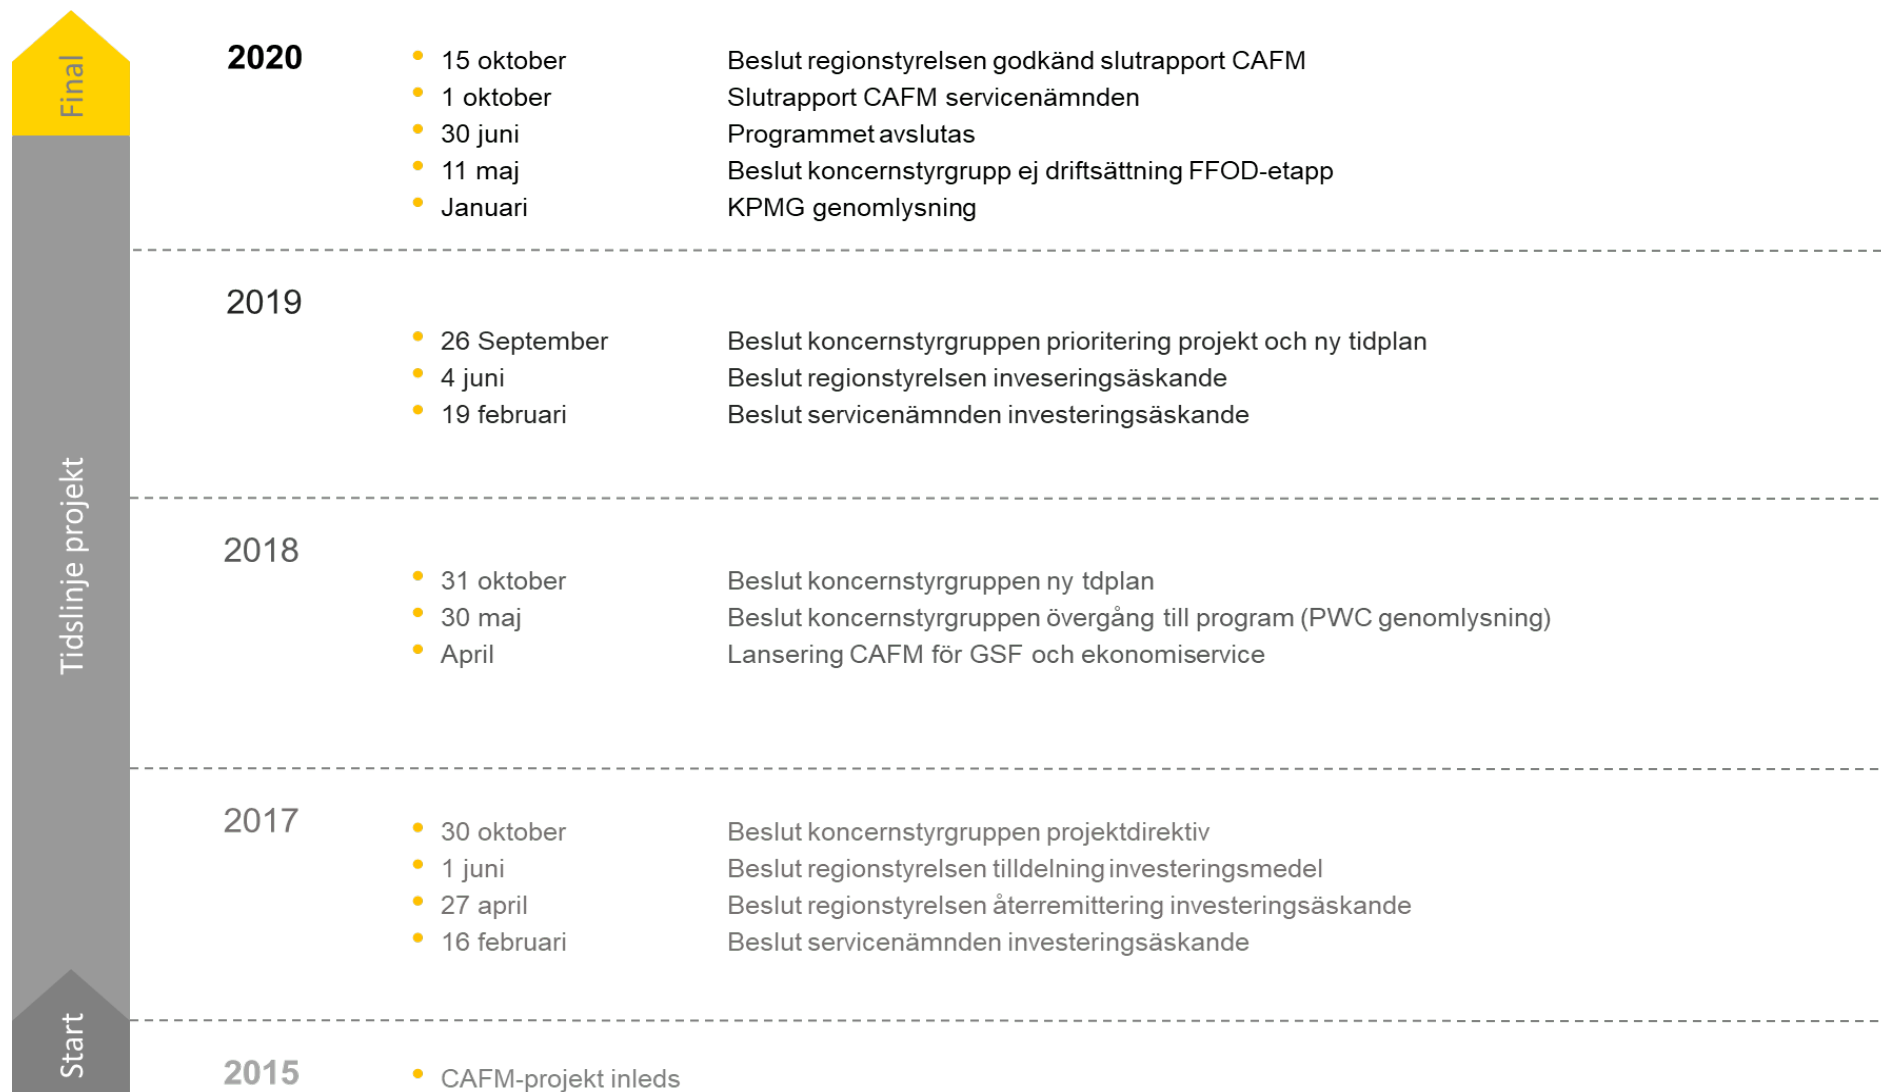 Final
2020
15 oktober Beslut regionstyrelsen godkänd slutrapport CAFM
1 oktober Slutrapport CAFM servicenämnden
30 juni Programmet avslutas
11 maj Beslut koncernstyrgrupp ej driftsättning FFOD-etapp
Januari KPMG genomlysning
2019
26 September Beslut koncernstyrgruppen prioritering projekt och ny tidplan
4 juni Beslut regionstyrelsen inveseringsäskande
19 februari Beslut servicenämnden investeringsäskande
Tidslinje projekt
2018
31 oktober Beslut koncernstyrgruppen ny tdplan
30 maj Beslut koncernstyrgruppen övergång till program (PWC genomlysning)
April Lansering CAFM för GSF och ekonomiservice
2017
30 oktober Beslut koncernstyrgruppen projektdirektiv
1 juni Beslut regionstyrelsen tilldelning investeringsmedel
27 april Beslut regionstyrelsen återremittering investeringsäskande
16 februari Beslut servicenämnden investeringsäskande
Start
2015
CAFM-projekt inleds